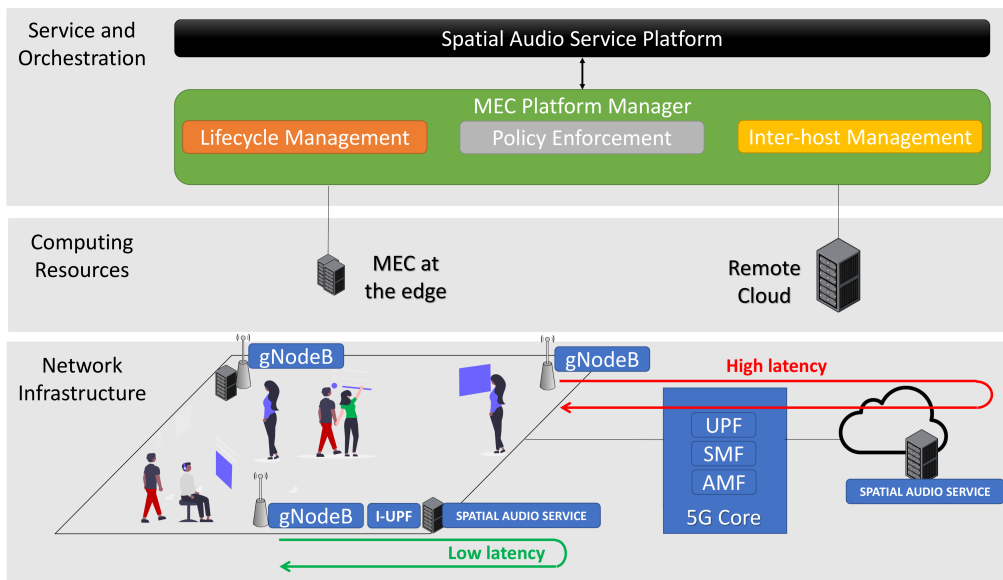 Service and
Orchestration
Spatial Audio Service Platform
MEC Platform Manager
Lifecycle Management
Policy Enforcement
Inter-host Management
Computing
Resources
MEC at
the edge
Remote
Cloud
Network
Infrastructure
gNodeB
gNodeB
High latency
UPF
SMF
AMF
5G Core
SPATIAL AUDIO SERVICE
gNodeB
I-UPF
SPATIAL AUDIO SERVICE
Low latency